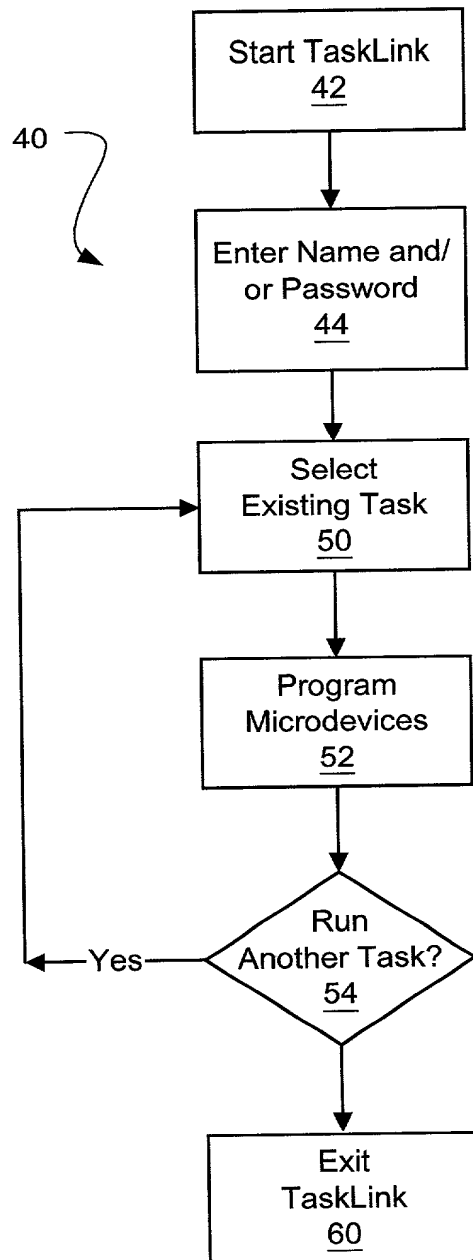 Start TaskLink
42
40
Enter Name and/
or Password
44
Select
Existing Task
50
Program
Microdevices
52
Run
Another Task?
54
Yes
Exit
TaskLink
60